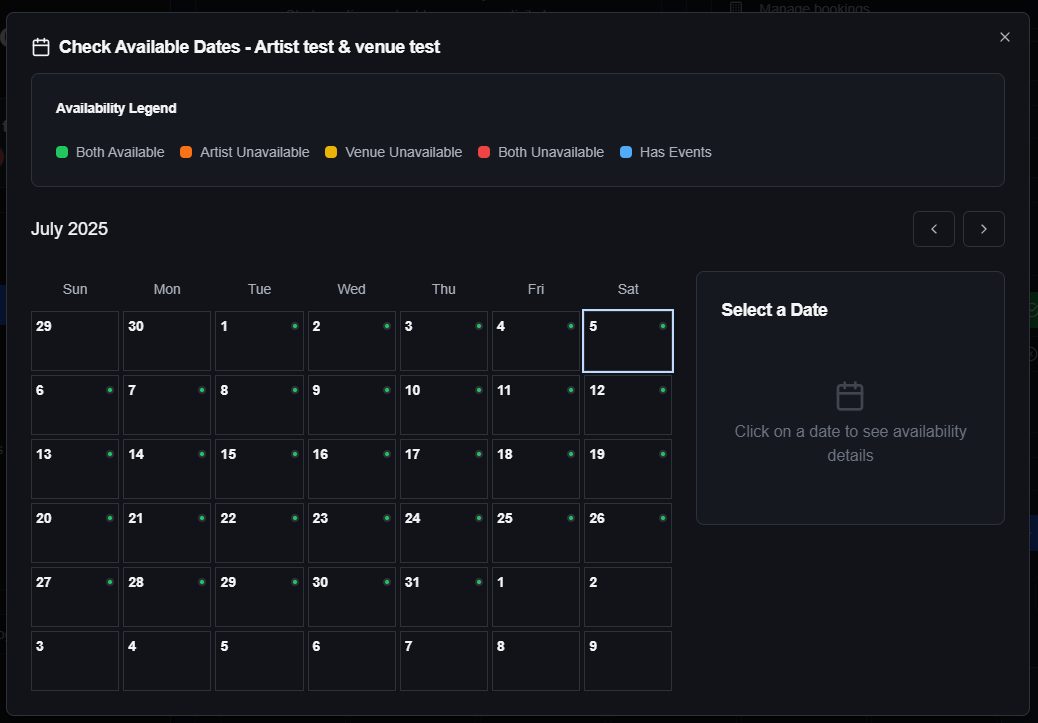 Manage bookings
Check Available Dates - Artist test & venue test
Availability Legend
Both Available Artist Unavailable Venue Unavailable Both Unavailable Has Events
July 2025
Sun Mon Tue Wed Thu Fri Sat
29 30 1 2 3 4 5
6 7 8 9 10 11 12
13 14 15 16 17 18 19
20 21 22 23 24 25 26
27 28 29 30 31 1 2
3 4 5 6 7 8 9
Select a Date
Click on a date to see availability
details